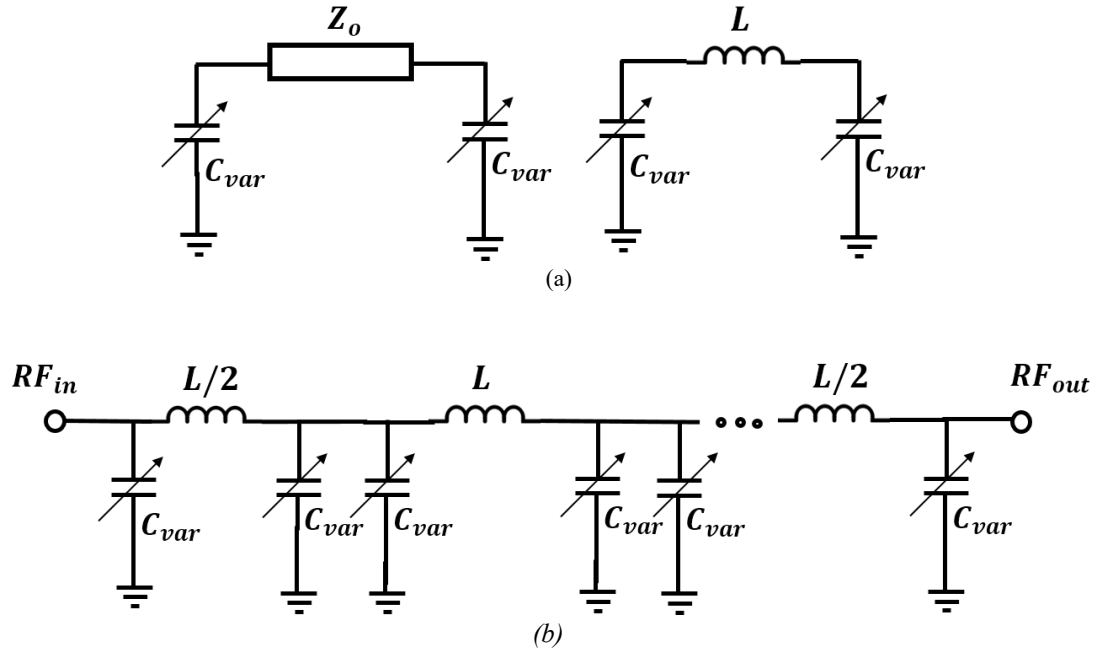 Z_o L
C_var C_var C_var C_var
(a)
RF_in L/2 L L/2 RF_out
C_var C_var C_var C_var C_var C_var
(b)